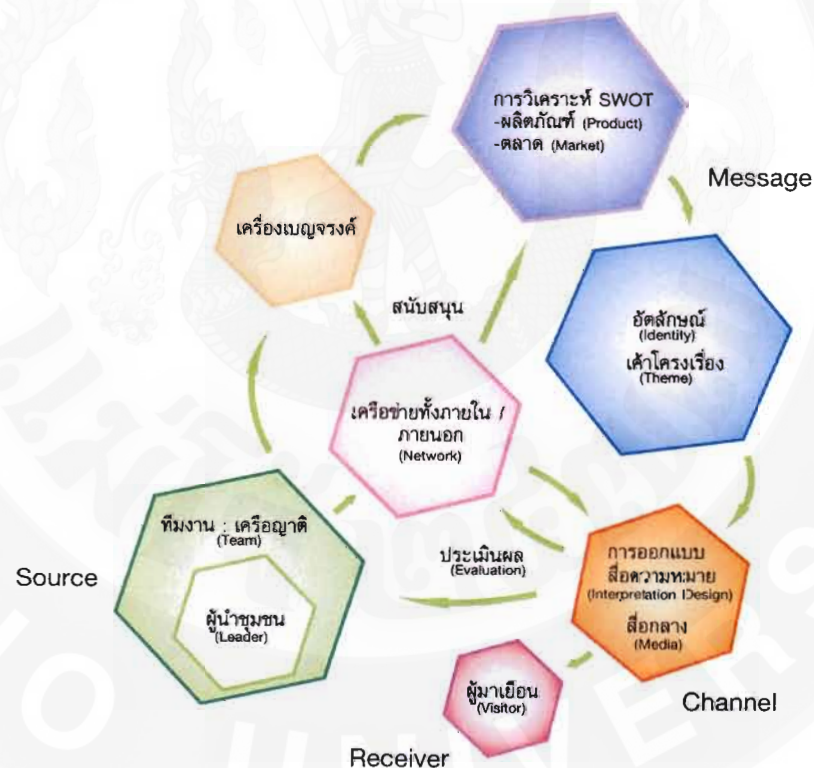 การวิเคราะห์ SWOT
-ผลิตภัณฑ์ (Product)
-ตลาด (Market)
Message
เครื่องเบญจรงค์
สนับสนุน
อัตลักษณ์
(Identity)
เค้าโครงเรื่อง
(Theme)
เครือข่ายทั้งภายใน /
ภายนอก
(Network)
ทีมงาน : เครือญาติ
(Team)
Source
ผู้นำชุมชน
(Leader)
ประเมินผล
(Evaluation)
การออกแบบ
สื่อความหมาย
(Interpretation Design)
สื่อกลาง
(Media)
ผู้มาเยือน
(Visitor)
Channel
Receiver